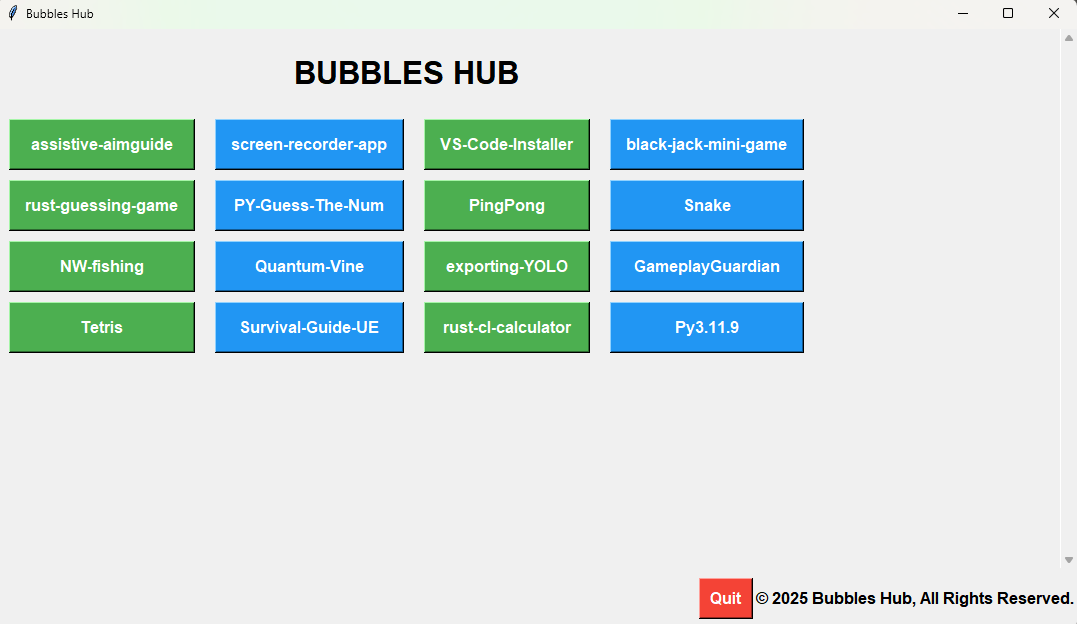 Bubbles Hub
BUBBLES HUB
assistive-aimguide screen-recorder-app VS-Code-Installer black-jack-mini-game
rust-guessing-game PY-Guess-The-Num PingPong Snake
NW-fishing Quantum-Vine exporting-YOLO GameplayGuardian
Tetris Survival-Guide-UE rust-cl-calculator Py3.11.9
Quit © 2025 Bubbles Hub, All Rights Reserved.